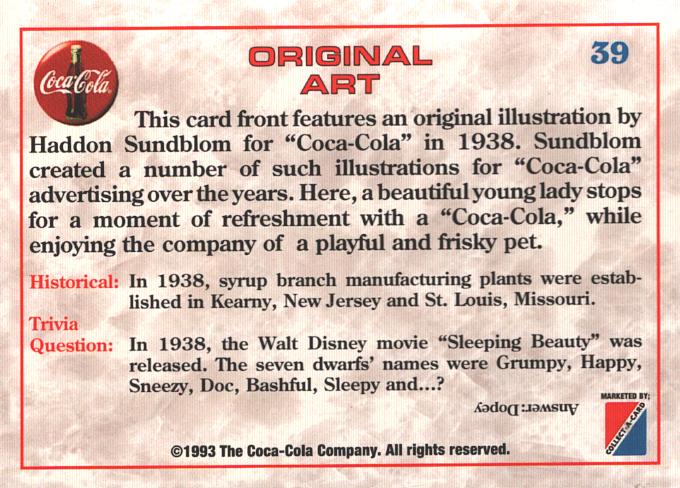 Coca-Cola
ORIGINAL
ART
39
This card front features an original illustration by
Haddon Sundblom for “Coca-Cola” in 1938. Sundblom
created a number of such illustrations for “Coca-Cola”
advertising over the years. Here, a beautiful young lady stops
for a moment of refreshment with a “Coca-Cola,” while
enjoying the company of a playful and frisky pet.
Historical: In 1938, syrup branch manufacturing plants were estab-
lished in Kearny, New Jersey and St. Louis, Missouri.
Trivia
Question: In 1938, the Walt Disney movie “Sleeping Beauty” was
released. The seven dwarfs’ names were Grumpy, Happy,
Sneezy, Doc, Bashful, Sleepy and...?
Answer: Dopey
MARKETED BY;
COLLECT-A-CARD
©1993 The Coca-Cola Company. All rights reserved.